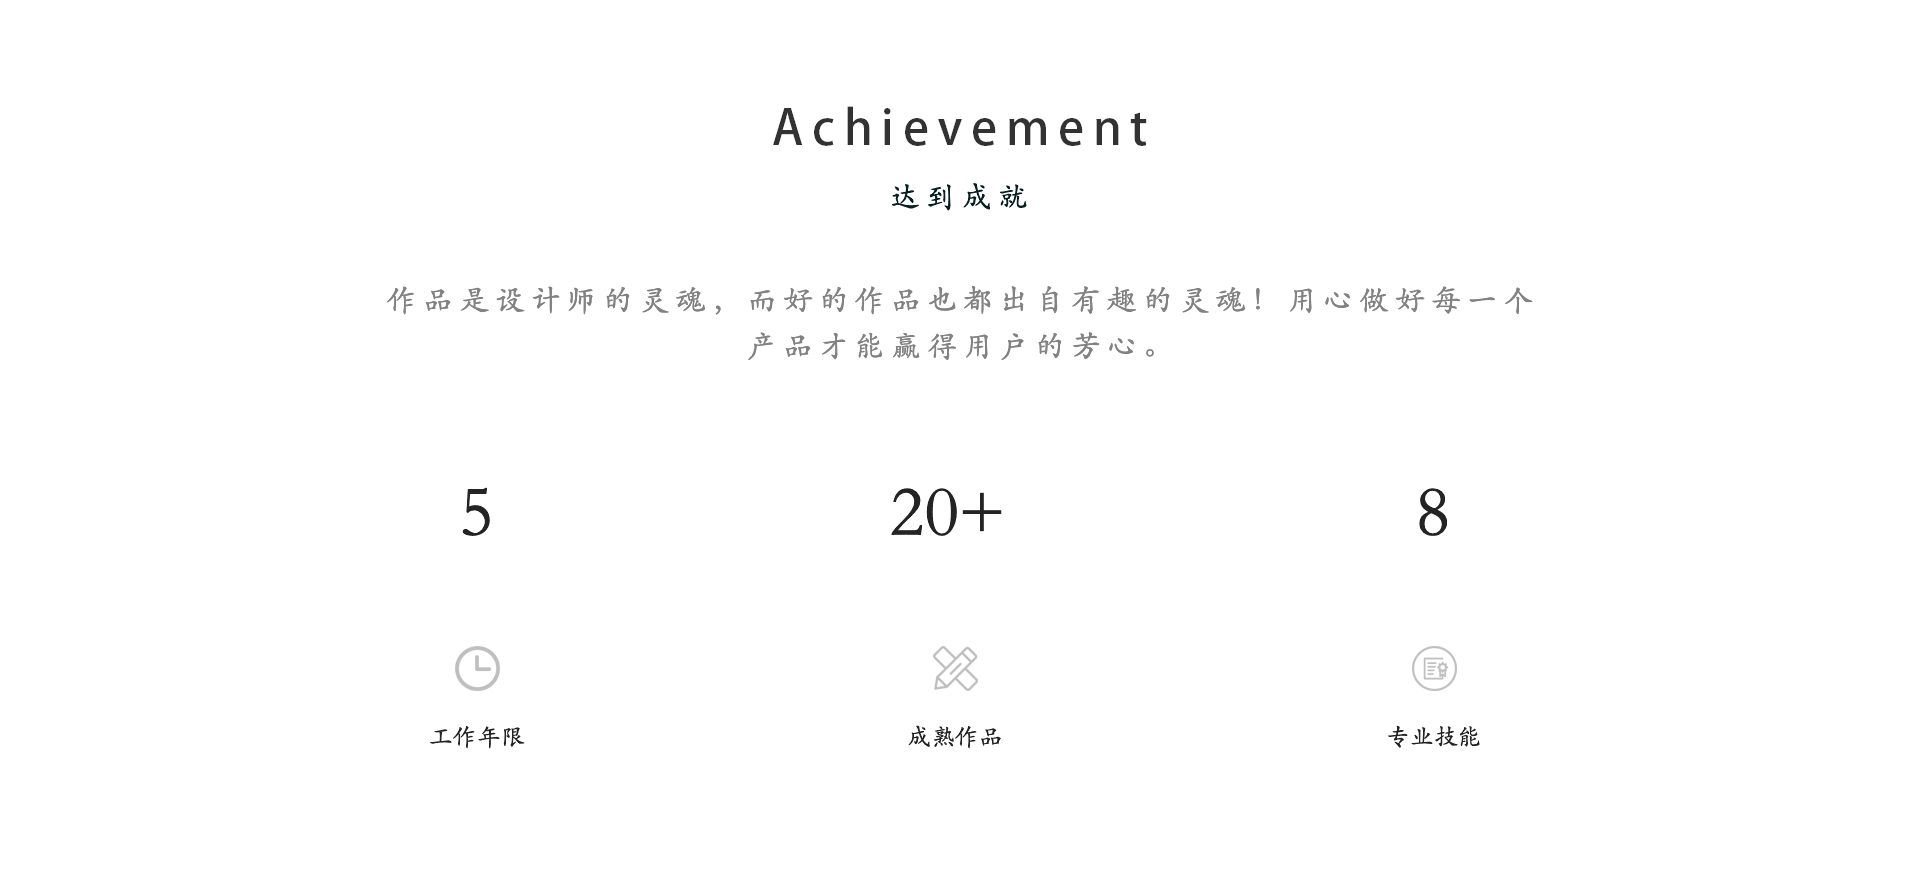 Achievement
达到成就
作品是设计师的灵魂，而好的作品也都出自有趣的灵魂！用心做好每一个
产品才能赢得用户的芳心。
5
20+
8
工作年限
成熟作品
专业技能